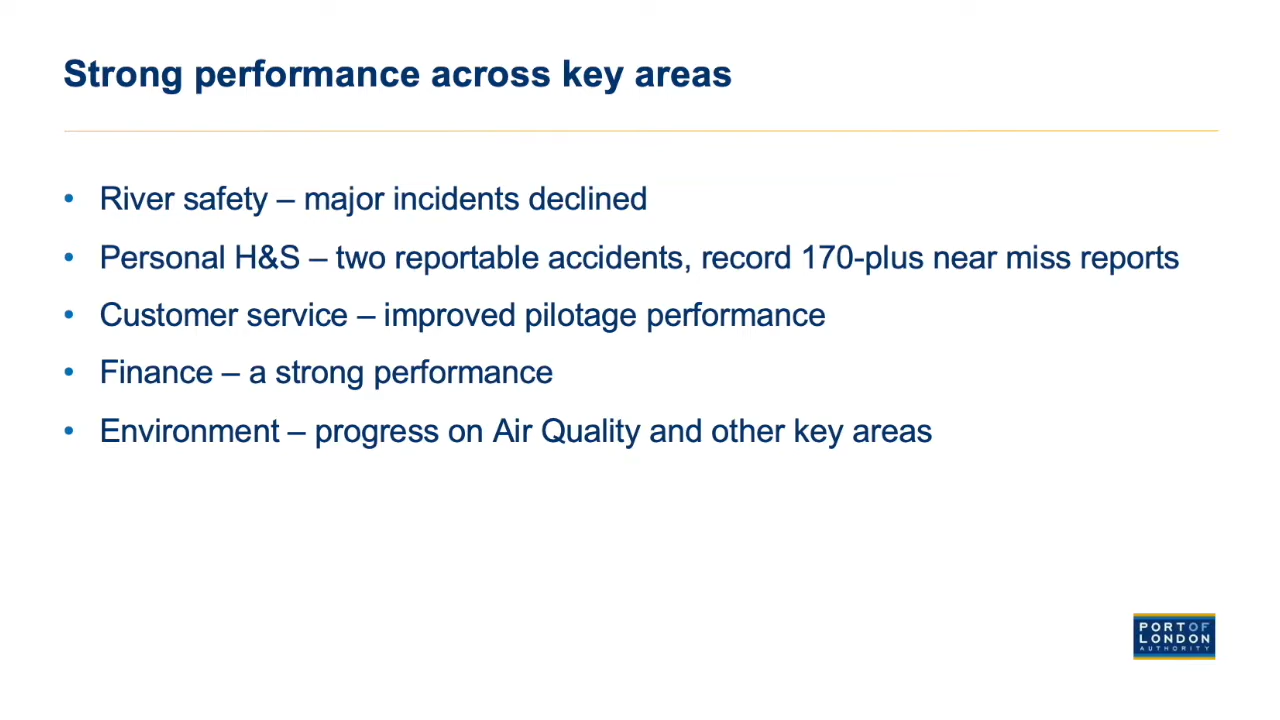 Strong performance across key areas
• River safety – major incidents declined
• Personal H&S – two reportable accidents, record 170-plus near miss reports
• Customer service – improved pilotage performance
• Finance – a strong performance
• Environment – progress on Air Quality and other key areas
PORT OF
LONDON
AUTHORITY